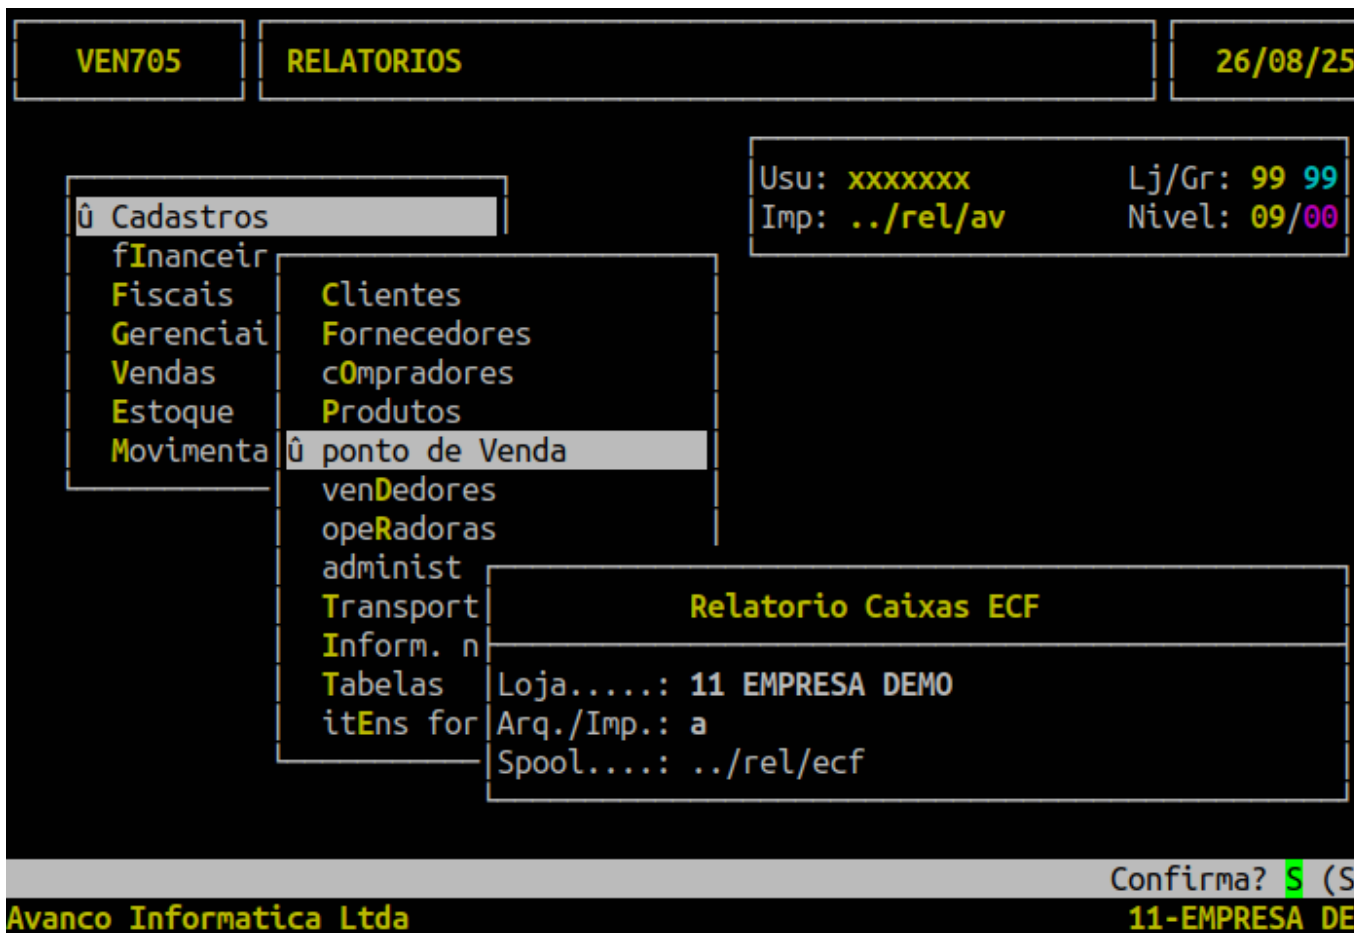 VEN705 RELATORIOS 26/08/25
Usu: xxxxxxx Lj/Gr: 99 99
û Cadastros Imp: ../rel/av Nivel: 09/00
fInanceir
Fiscais Clientes
Gerenciai Fornecedores
Vendas cOmpradores
Estoque Produtos
Movimenta û ponto de Venda
venDedores
opeRadoras
administ
Transport Relatorio Caixas ECF
Inform. n
Tabelas Loja.....: 11 EMPRESA DEMO
itEns for Arq./Imp.: a
Spool....: ../rel/ecf
Confirma? S (S
Avanco Informatica Ltda 11-EMPRESA DE